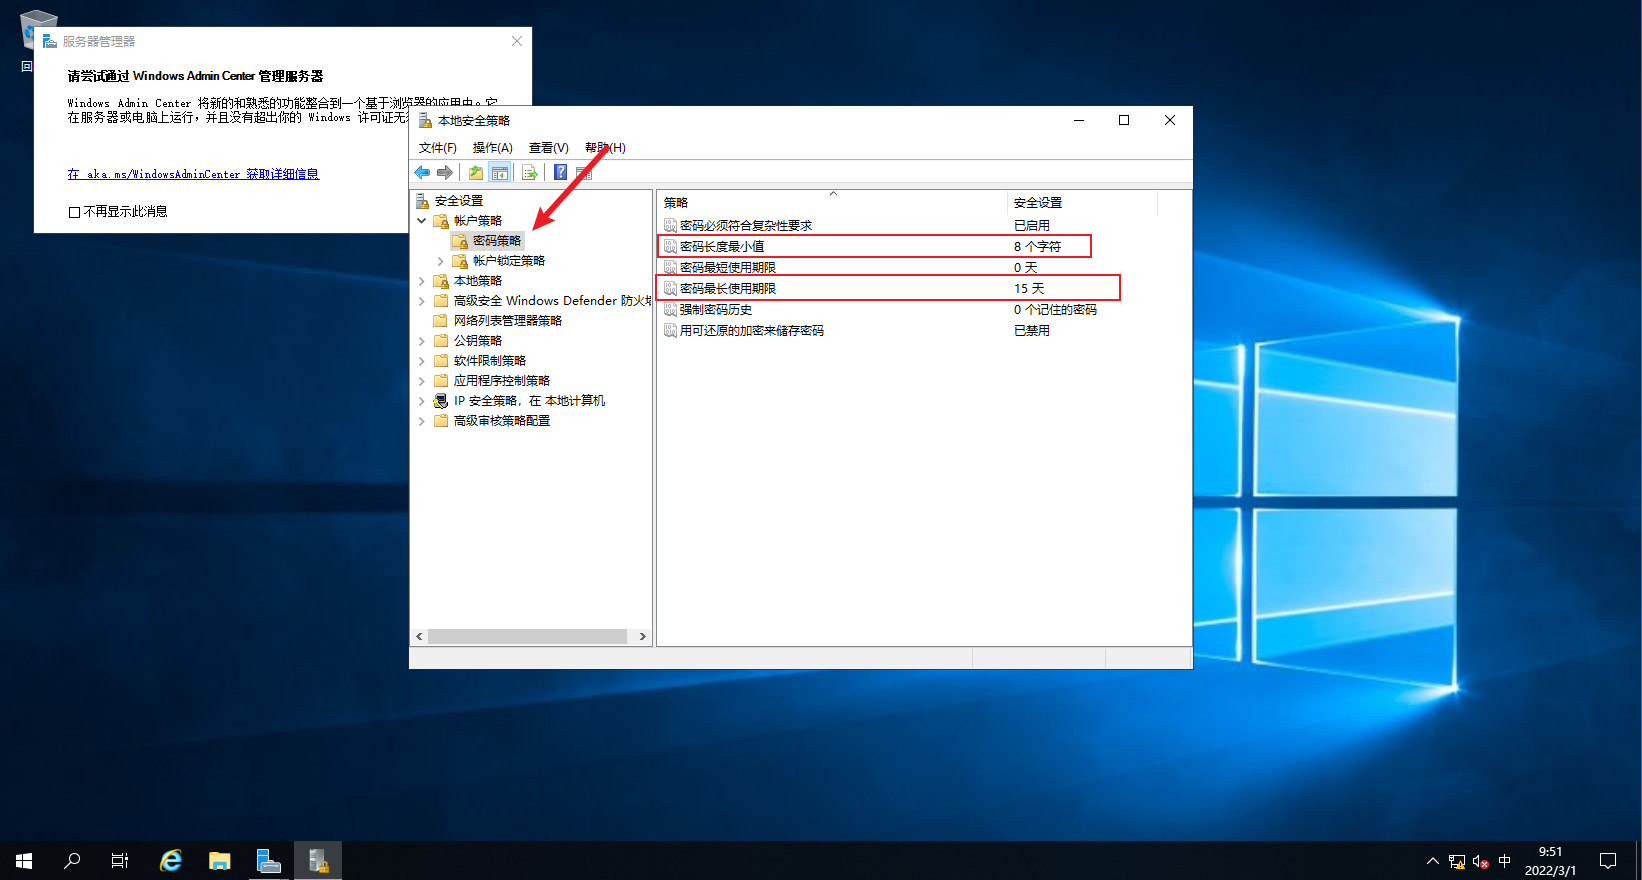 回
服务器管理器
请尝试通过 Windows Admin Center 管理服务器
Windows Admin Center 将新的和熟悉的功能整合到一个基于浏览器的应用中。它
在服务器或电脑上运行，并且没有超出你的 Windows 许可证无
在 aka.ms/WindowsAdminCenter 获取详细信息
不再显示此消息
本地安全策略
文件(F) 操作(A) 查看(V) 帮助(H)
安全设置
帐户策略
密码策略
帐户锁定策略
本地策略
高级安全 Windows Defender 防火
网络列表管理器策略
公钥策略
软件限制策略
应用程序控制策略
IP 安全策略，在 本地计算机
高级审核策略配置
策略 安全设置
密码必须符合复杂性要求 已启用
密码长度最小值 8 个字符
密码最短使用期限 0 天
密码最长使用期限 15 天
强制密码历史 0 个记住的密码
用可还原的加密来储存密码 已禁用
中
9:51
2022/3/1